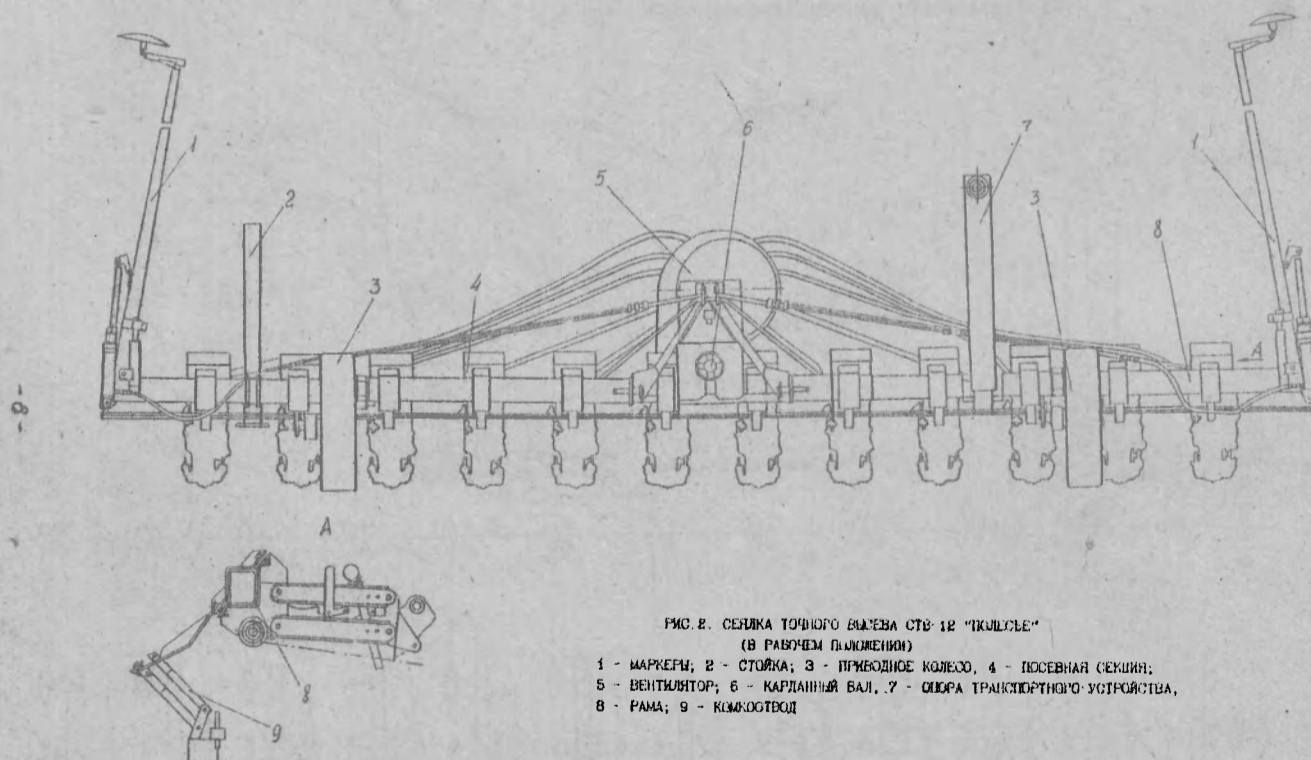 6
7
1
1
5
2
3
8
3
4
А
- 6 -
А
РИС.2. СЕЯЛКА ТОЧНОГО ВЫСЕВА СТВ-12 "ПОЛЕСЬЕ"
(В РАБОЧЕМ ПОЛОЖЕНИИ)
1 - МАРКЕРЫ; 2 - СТОЙКА; 3 - ПРИВОДНОЕ КОЛЕСО, 4 - ПОСЕВНАЯ СЕКЦИЯ;
5 - ВЕНТИЛЯТОР; 6 - КАРДАННЫЙ ВАЛ, 7 - ОПОРА ТРАНСПОРТНОГО УСТРОЙСТВА,
8 - РАМА; 9 - КОМКООТВОД
8
9